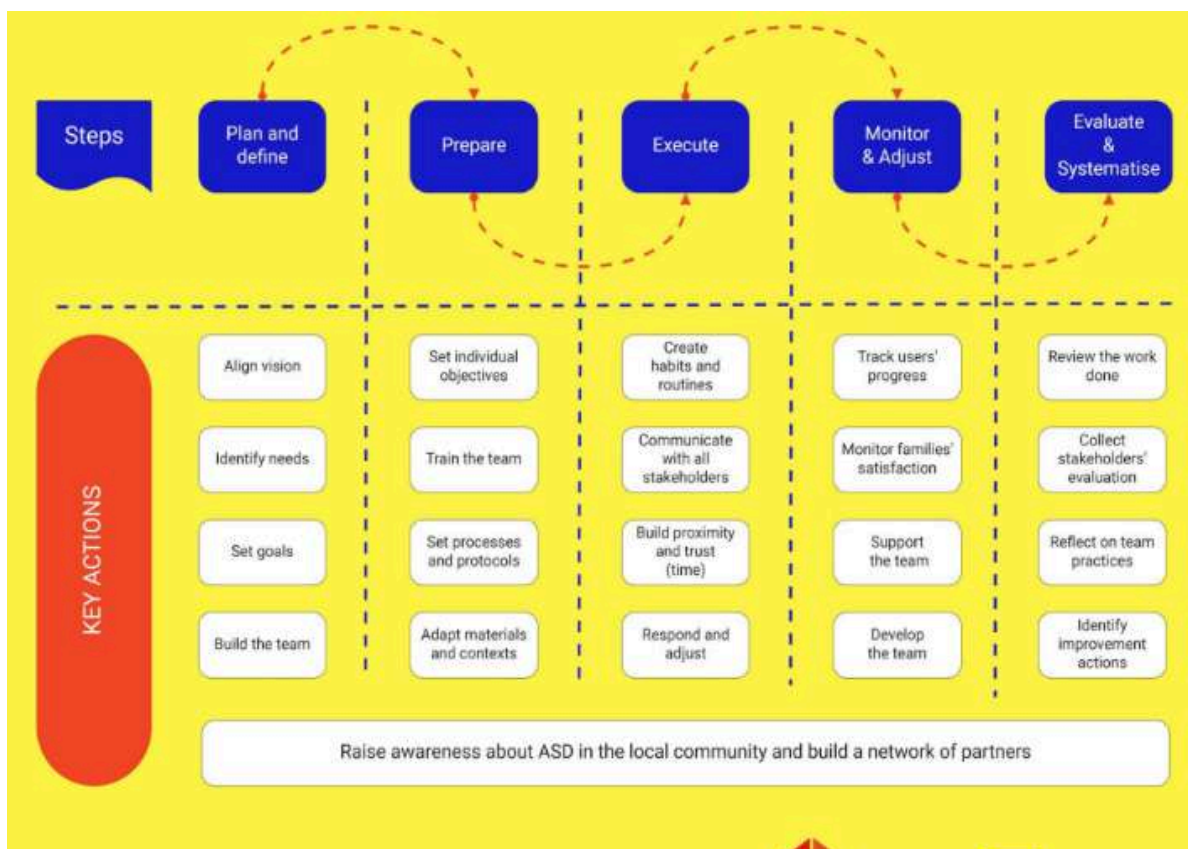 Steps
Plan and
define
Prepare
Execute
Monitor
& Adjust
Evaluate
&
Systematise
KEY ACTIONS
Align vision
Identify needs
Set goals
Build the team
Set individual
objectives
Train the team
Set processes
and protocols
Adapt materials
and contexts
Create
habits and
routines
Communicate
with all
stakeholders
Build proximity
and trust
(time)
Respond and
adjust
Track users'
progress
Monitor families'
satisfaction
Support
the team
Develop
the team
Review the work
done
Collect
stakeholders'
evaluation
Reflect on team
practices
Identify
improvement
actions
Raise awareness about ASD in the local community and build a network of partners